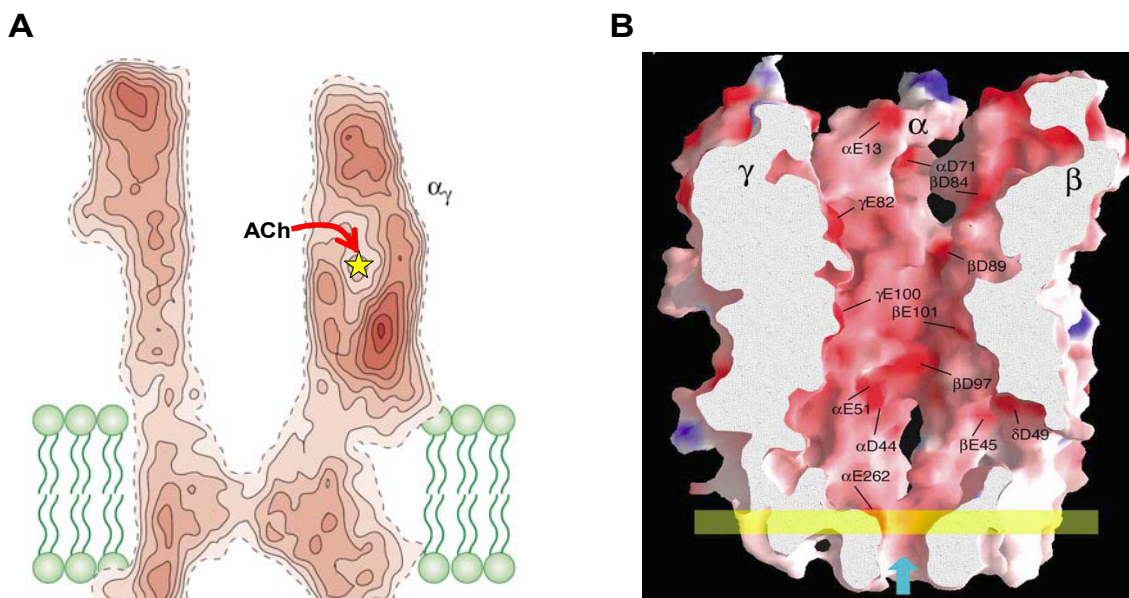 A
B
α
αE13
αD71
βD84
γ
β
αγ
γE82
ACh
βD89
γE100
βE101
βD97
αE51
αD44
βE45
δD49
αE262